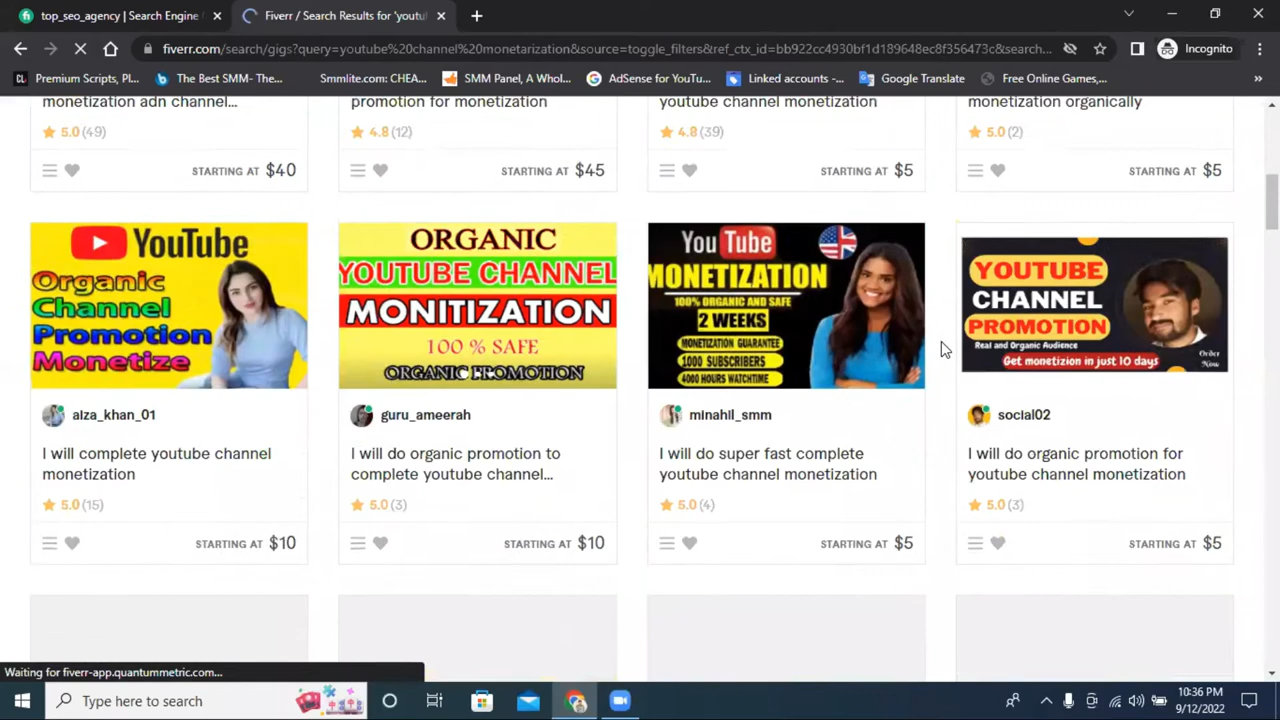 top_seo_agency | Search Engine
Fiverr / Search Results for 'youtu
fiverr.com/search/gigs?query=youtube%20channel%20monetarization&source=toggle_filters&ref_ctx_id=bb922cc4930bf1d189648ec8f356473c&search...
Incognito
Premium Scripts, Pl...
The Best SMM- The...
Smmlite.com: CHEA...
SMM Panel, A Whol...
AdSense for YouTu...
Linked accounts -...
Google Translate
Free Online Games,...
»
monetization adn channel...
promotion for monetization
youtube channel monetization
monetization organically
5.0 (49)
4.8 (12)
4.8 (39)
5.0 (2)
STARTING AT $40
STARTING AT $45
STARTING AT $5
STARTING AT $5
YouTube
Organic
Channel
Promotion
Monetize
ORGANIC
YOUTUBE CHANNEL
MONITIZATION
100 % SAFE
ORGANIC PROMOTION
YouTube
MONETIZATION
100% ORGANIC AND SAFE
2 WEEKS
MONETIZATION GUARANTEE
1000 SUBSCRIBERS
4000 HOURS WATCHTIME
YOUTUBE
CHANNEL
PROMOTION
Real and Organic Audience
Get monetizion in just 10 days
Order
Now
aiza_khan_01
guru_ameerah
minahil_smm
social02
I will complete youtube channel
monetization
I will do organic promotion to
complete youtube channel...
I will do super fast complete
youtube channel monetization
I will do organic promotion for
youtube channel monetization
5.0 (15)
5.0 (3)
5.0 (4)
5.0 (3)
STARTING AT $10
STARTING AT $10
STARTING AT $5
STARTING AT $5
Waiting for fiverr-app.quantummetric.com...
Type here to search
10:36 PM
9/12/2022